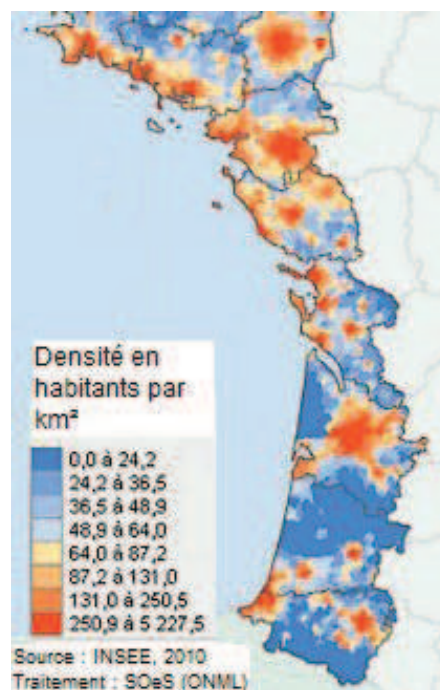 Densité en
habitants par
km²
0,0 à 24,2
24,2 à 36,5
36,5 à 48,9
48,9 à 64,0
64,0 à 87,2
87,2 à 131,0
131,0 à 250,5
250,9 à 5 227,5
Source : INSEE, 2010
Traitement : SOeS (ONML)